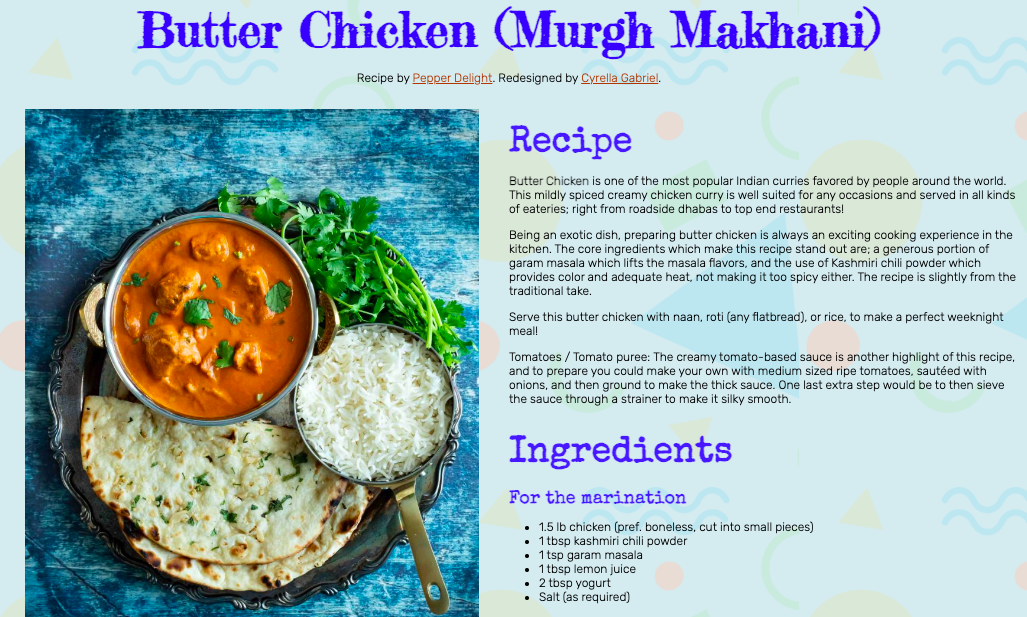 Butter Chicken (Murgh Makhani)
Recipe by Pepper Delight. Redesigned by Cyrella Gabriel.
Recipe
Butter Chicken is one of the most popular Indian curries favored by people around the world.
This mildly spiced creamy chicken curry is well suited for any occasions and served in all kinds
of eateries; right from roadside dhabas to top end restaurants!
Being an exotic dish, preparing butter chicken is always an exciting cooking experience in the
kitchen. The core ingredients which make this recipe stand out are; a generous portion of
garam masala which lifts the masala flavors, and the use of Kashmiri chili powder which
provides color and adequate heat, not making it too spicy either. The recipe is slightly from the
traditional take.
Serve this butter chicken with naan, roti (any flatbread), or rice, to make a perfect weeknight
meal!
Tomatoes / Tomato puree: The creamy tomato-based sauce is another highlight of this recipe,
and to prepare you could make your own with medium sized ripe tomatoes, sautéed with
onions, and then ground to make the thick sauce. One last extra step would be to then sieve
the sauce through a strainer to make it silky smooth.
Ingredients
For the marination
• 1.5 lb chicken (pref. boneless, cut into small pieces)
• 1 tbsp kashmiri chili powder
• 1 tsp garam masala
• 1 tbsp lemon juice
• 2 tbsp yogurt
• Salt (as required)